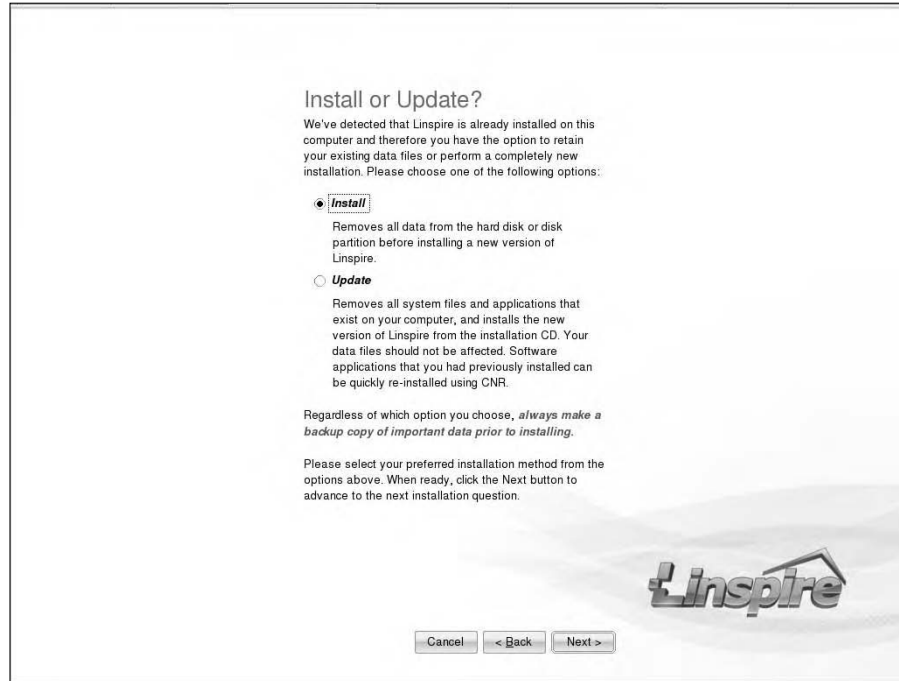 Install or Update?
We've detected that Linspire is already installed on this
computer and therefore you have the option to retain
your existing data files or perform a completely new
installation. Please choose one of the following options:
Install
Removes all data from the hard disk or disk
partition before installing a new version of
Linspire.
Update
Removes all system files and applications that
exist on your computer, and installs the new
version of Linspire from the installation CD. Your
data files should not be affected. Software
applications that you had previously installed can
be quickly re-installed using CNR.
Regardless of which option you choose, always make a
backup copy of important data prior to installing.
Please select your preferred installation method from the
options above. When ready, click the Next button to
advance to the next installation question.
Linspire
Cancel < Back Next >